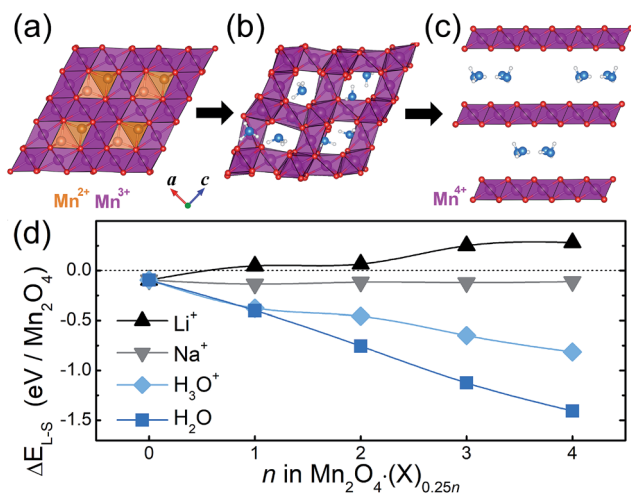 (a)
(b)
(c)
Mn²⁺ Mn³⁺
a
c
Mn⁴⁺
(d)
ΔE_L-S (eV / Mn₂O₄)
0.0
-0.5
-1.0
-1.5
Li⁺
Na⁺
H₃O⁺
H₂O
0 1 2 3 4
n in Mn₂O₄·(X)₀.₂₅ₙ